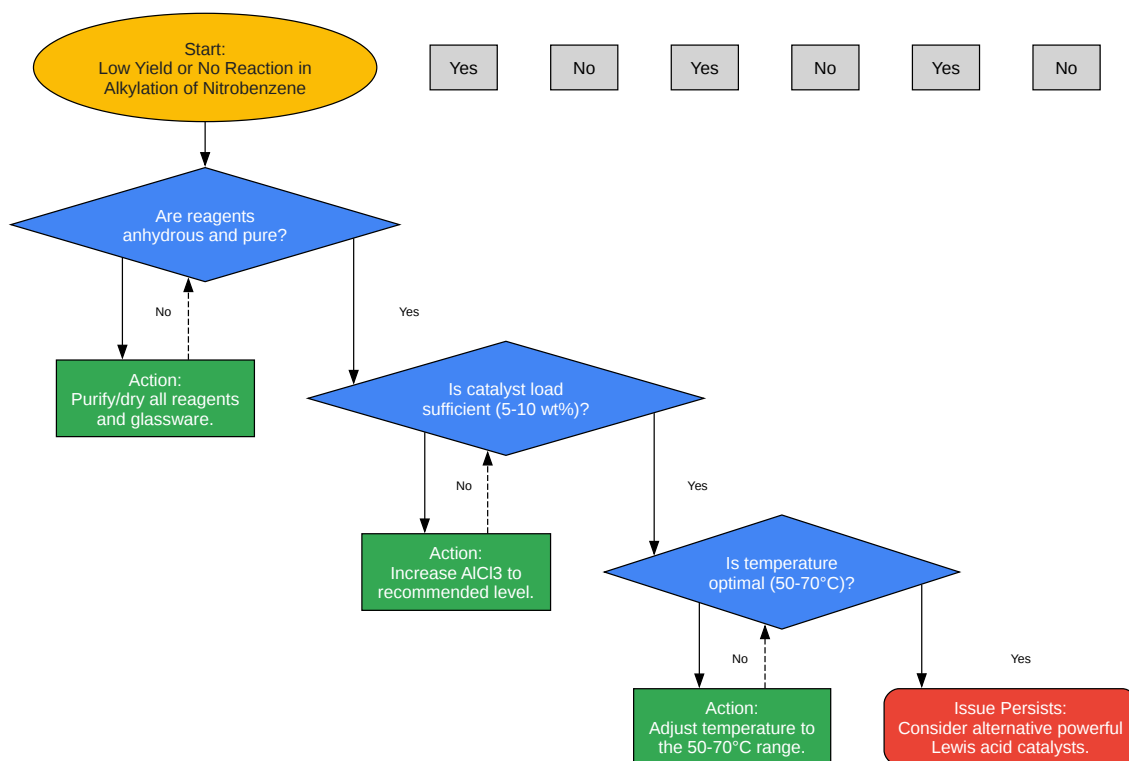 Start:
Low Yield or No Reaction in
Alkylation of Nitrobenzene
Yes
No
Yes
No
Yes
No
Are reagents
anhydrous and pure?
No
Yes
Action:
Purify/dry all reagents
and glassware.
Is catalyst load
sufficient (5-10 wt%)?
No
Yes
Action:
Increase AlCl3 to
recommended level.
Is temperature
optimal (50-70°C)?
No
Yes
Action:
Adjust temperature to
the 50-70°C range.
Issue Persists:
Consider alternative powerful
Lewis acid catalysts.